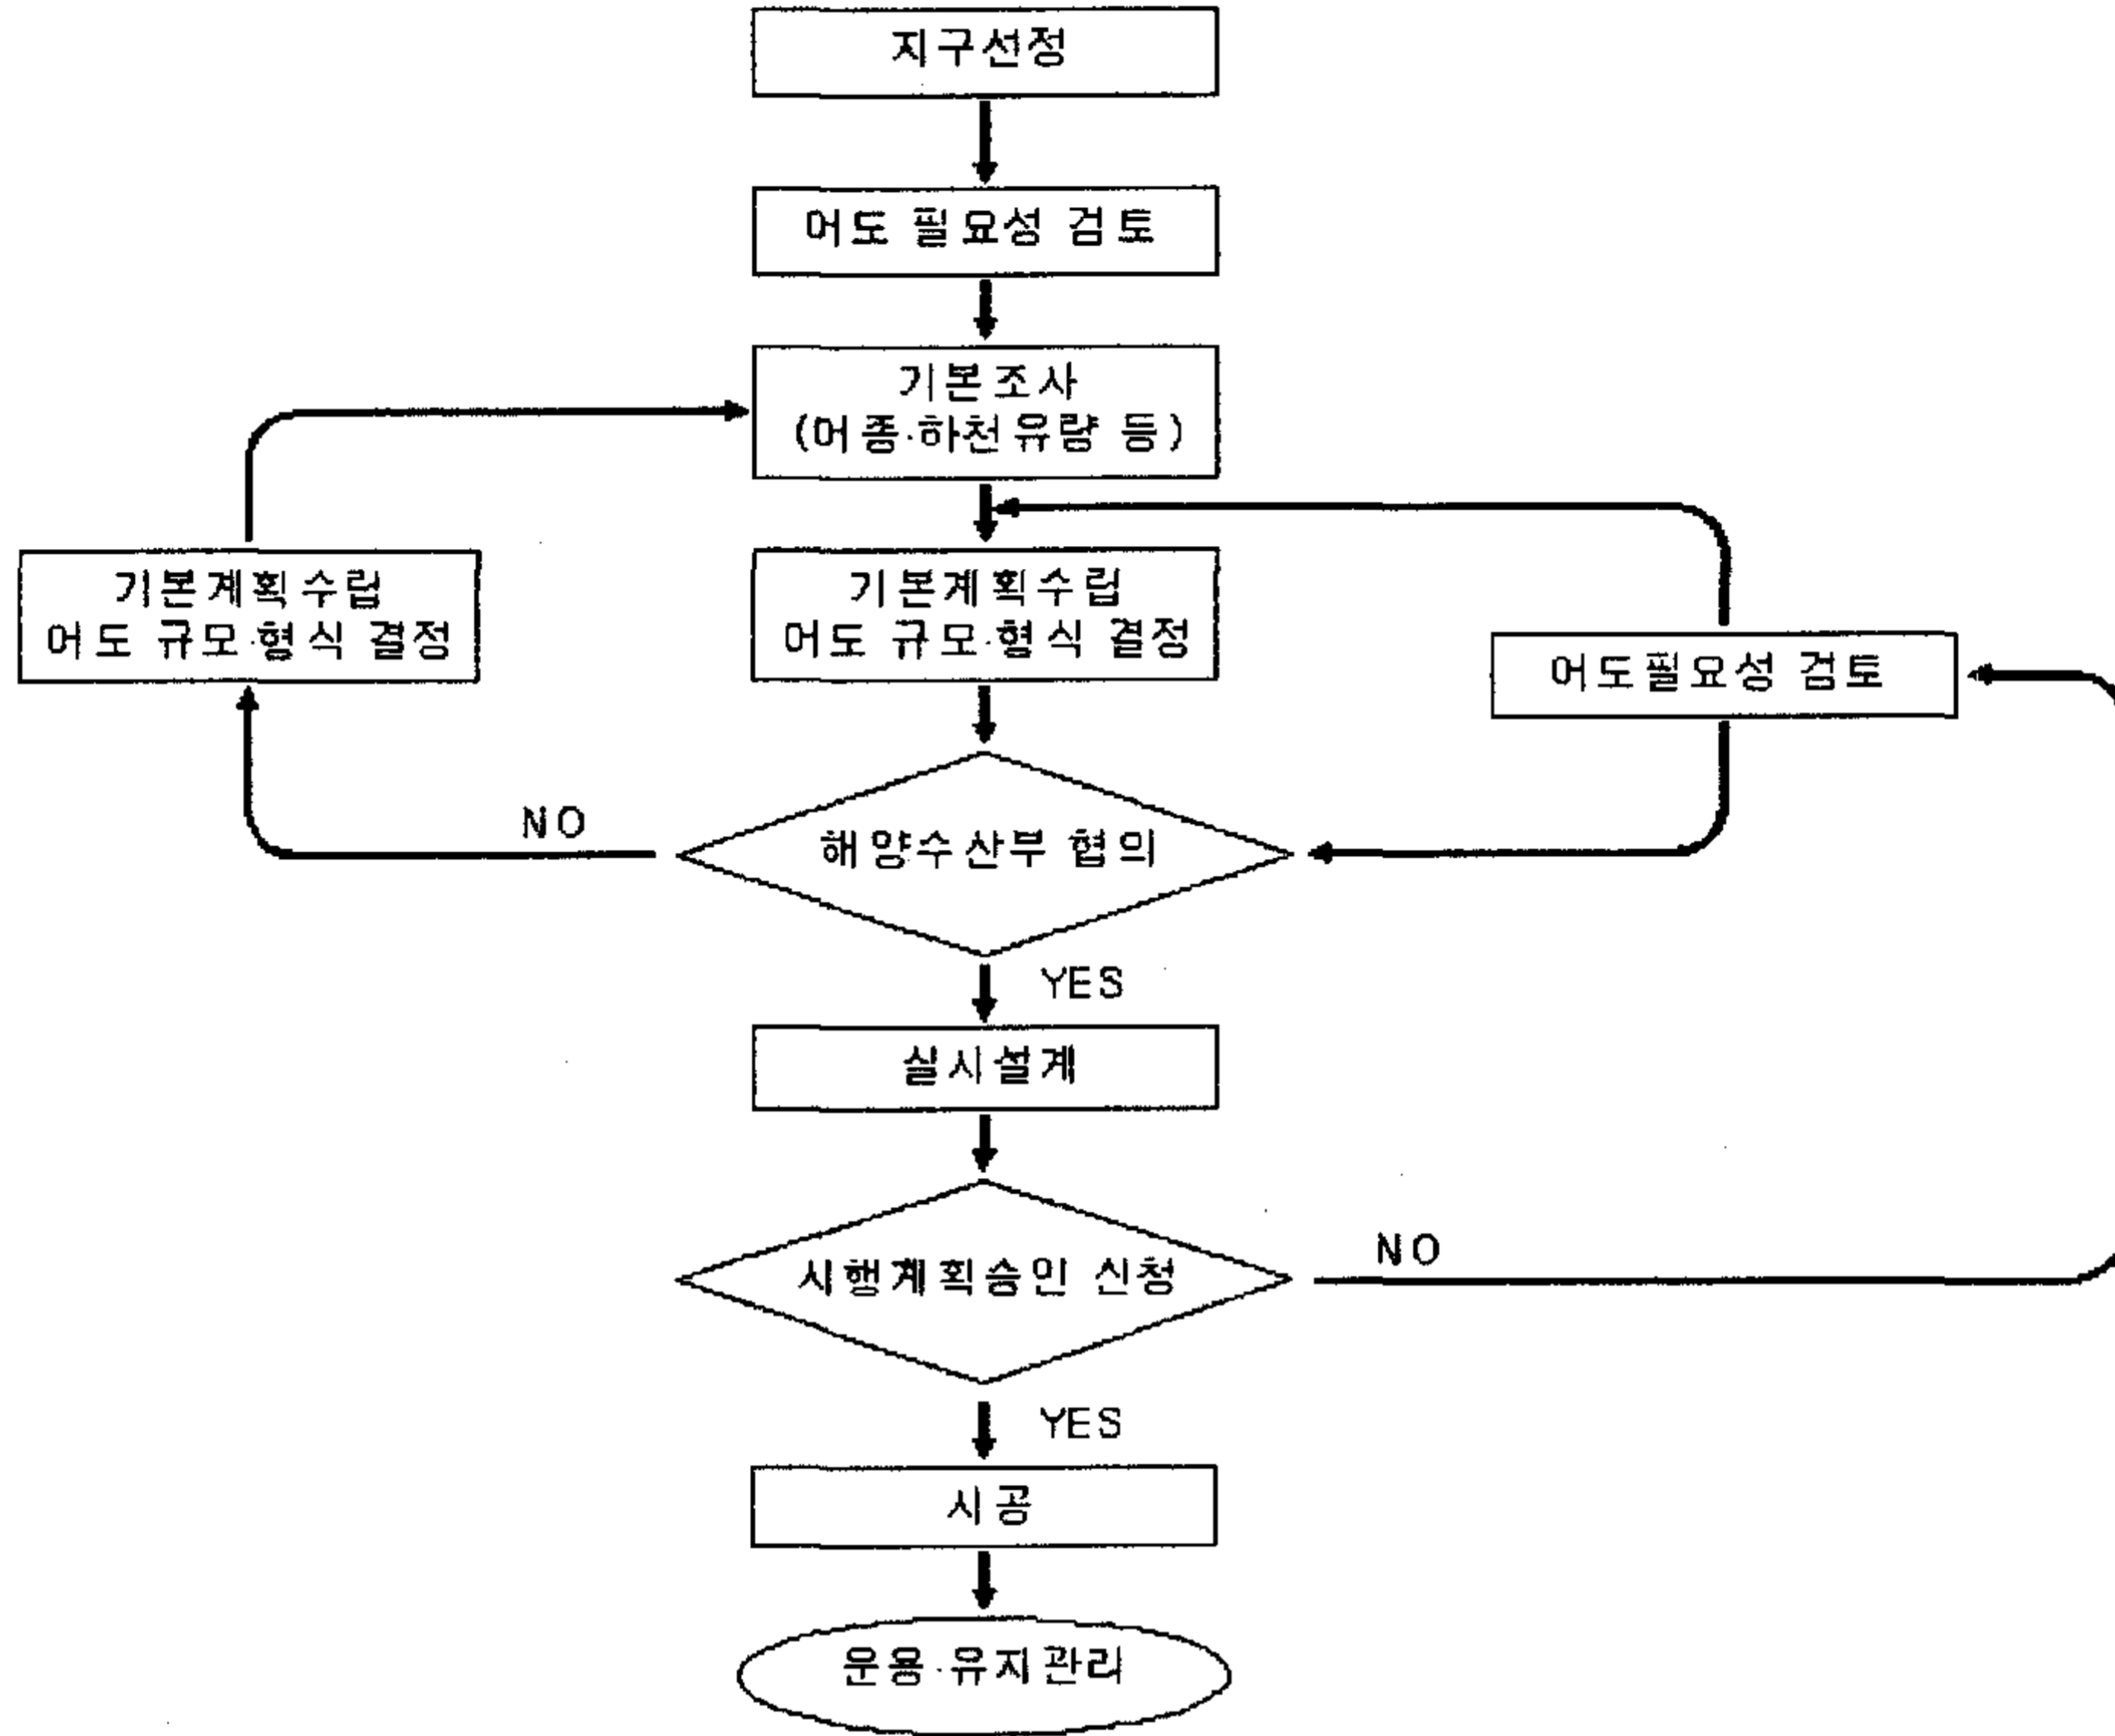 지구선정
어도 필요성 검토
기본조사
(어종·하천유량 등)
기본계획수립
어도 규모·형식 결정
기본계획수립
어도 규모·형식 결정
어도필요성 검토
NO
해양수산부 협의
YES
실시설계
시행계획승인 신청
NO
YES
시공
운용·유지관리